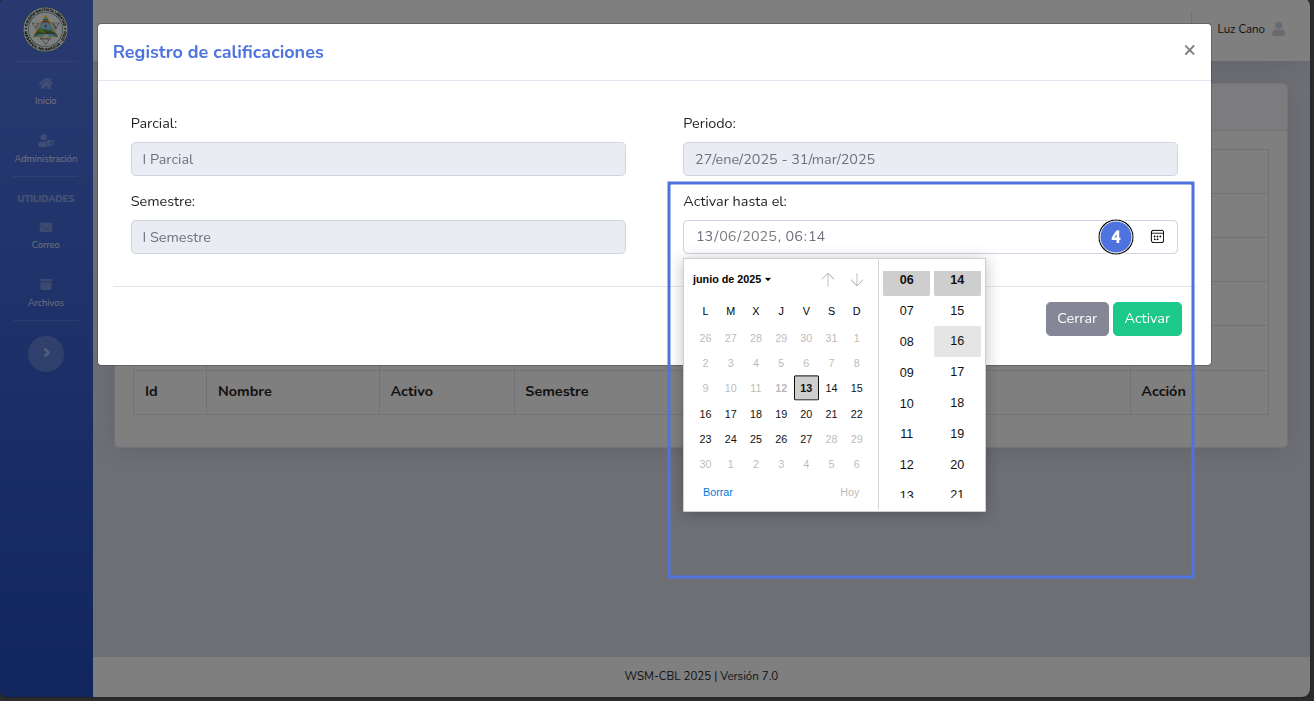 Luz Cano
Inicio
Administración
UTILIDADES
Correo
Archivos
Registro de calificaciones
×
Parcial:
I Parcial
Periodo:
27/ene/2025 - 31/mar/2025
Semestre:
I Semestre
Activar hasta el:
13/06/2025, 06:14
4
junio de 2025
L M X J V S D
26 27 28 29 30 31 1
2 3 4 5 6 7 8
9 10 11 12 13 14 15
16 17 18 19 20 21 22
23 24 25 26 27 28 29
30 1 2 3 4 5 6
Borrar Hoy
06 14
07 15
08 16
09 17
10 18
11 19
12 20
13 21
Cerrar Activar
Id Nombre Activo Semestre Acción
WSM-CBL 2025 | Versión 7.0